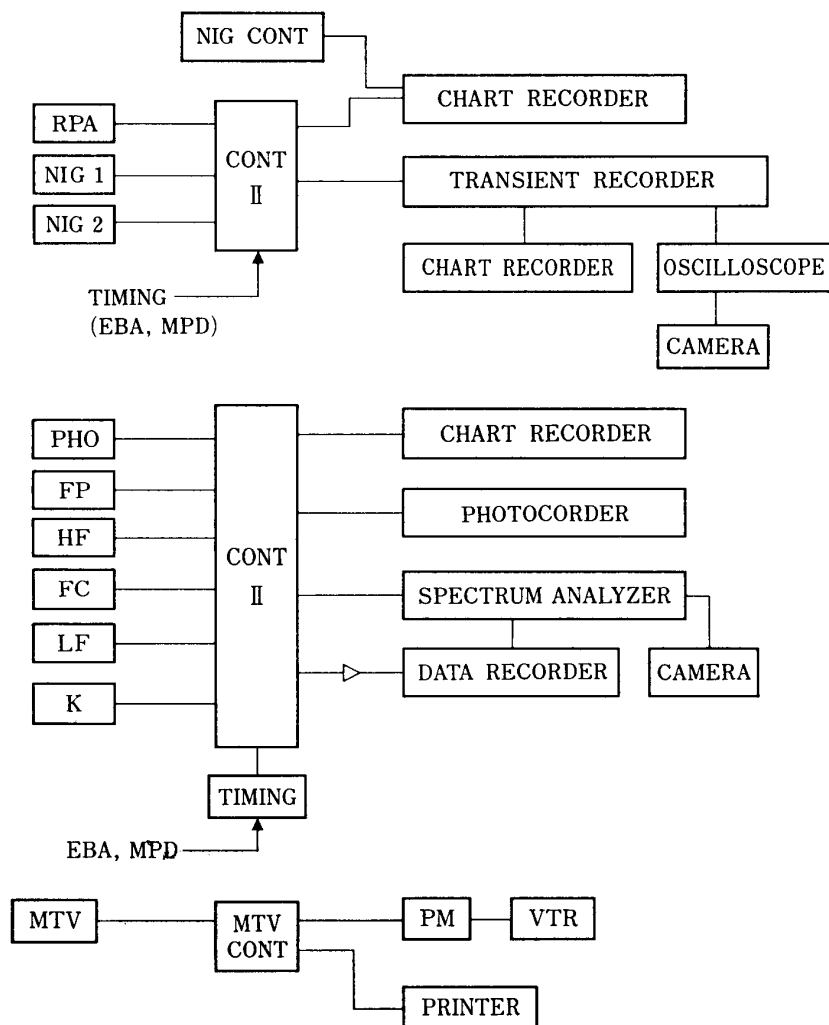 NIG CONT
CHART RECORDER
RPA
NIG 1
NIG 2
CONT
II
TRANSIENT RECORDER
CHART RECORDER
OSCILLOSCOPE
CAMERA
TIMING
(EBA, MPD)
PHO
FP
HF
FC
LF
K
CONT
II
CHART RECORDER
PHOTOCORDER
SPECTRUM ANALYZER
DATA RECORDER
CAMERA
TIMING
EBA, MPD
MTV
MTV
CONT
PM
VTR
PRINTER